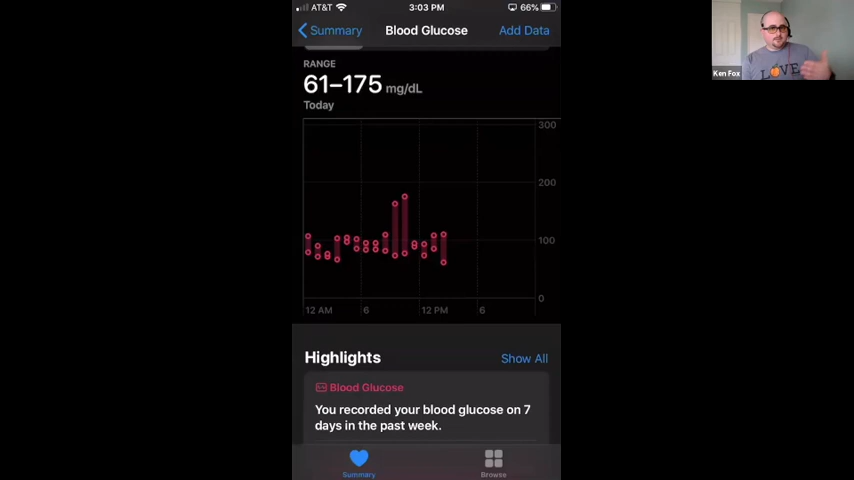 AT&T 3:03 PM 66%
Summary Blood Glucose Add Data
RANGE
61–175 mg/dL
Today
300
200
100
0
12 AM 6 12 PM 6
Highlights Show All
Blood Glucose
You recorded your blood glucose on 7
days in the past week.
Summary Browse
Ken Fox
LOVE